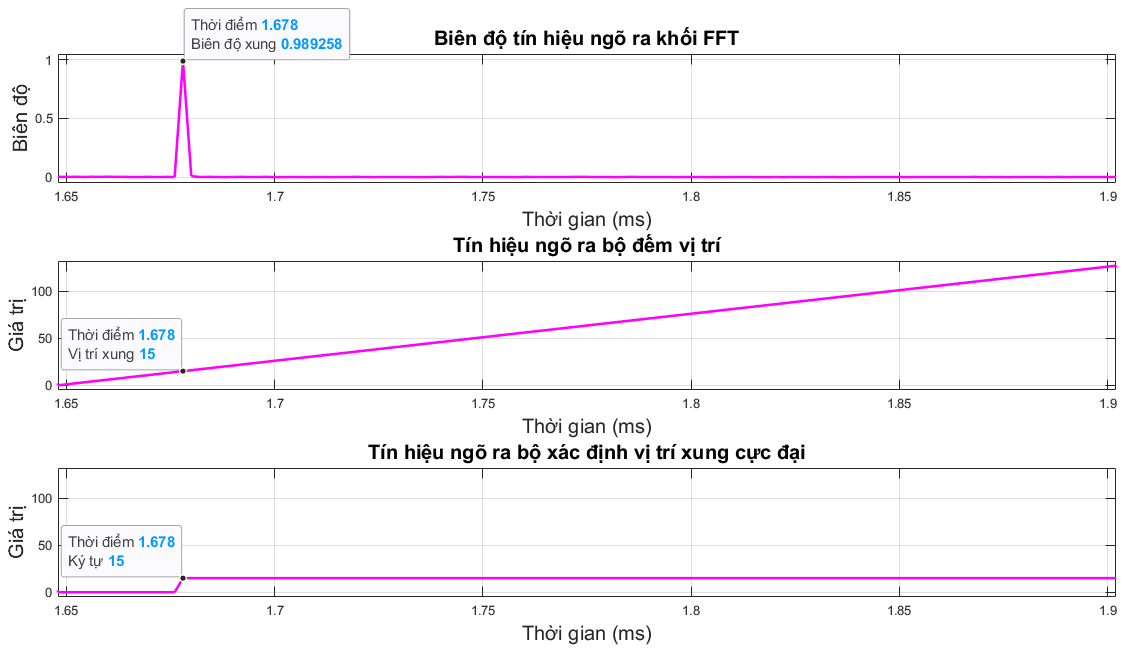 Thời điểm 1.678
Biên độ xung 0.989258
Biên độ tín hiệu ngõ ra khối FFT
Biên độ
1
0.5
0
1.65 1.7 1.75 1.8 1.85 1.9
Thời gian (ms)
Tín hiệu ngõ ra bộ đếm vị trí
Giá trị
100
50
0
Thời điểm 1.678
Vị trí xung 15
1.65 1.7 1.75 1.8 1.85 1.9
Thời gian (ms)
Tín hiệu ngõ ra bộ xác định vị trí xung cực đại
Giá trị
100
50
0
Thời điểm 1.678
Ký tự 15
1.65 1.7 1.75 1.8 1.85 1.9
Thời gian (ms)